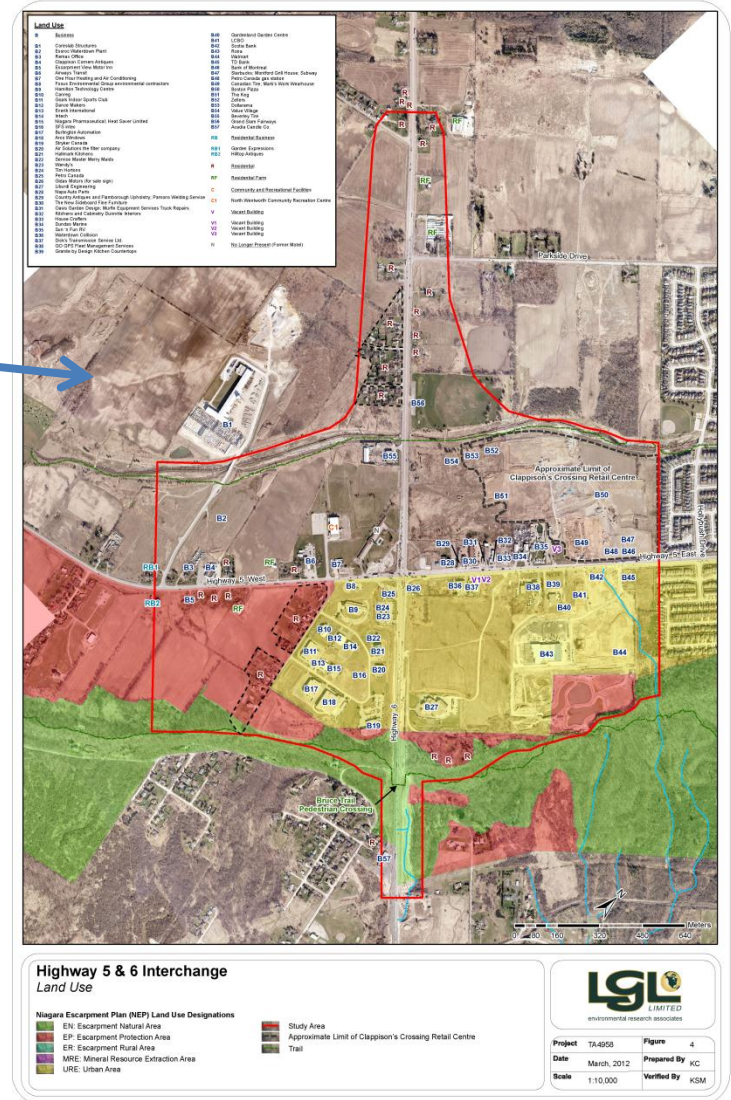 Land Use
B Business
B1 Coreslab Structures
B2 Eaveco Waterdown Plant
B3 Remax Office
B4 Clappison Corners Antiques
B5 Escarpment View Motor Inn
B6 Airways Transit
B7 One Hour Heating and Air Conditioning
B8 Focus Environmental Group environmental contractors
B9 Hamilton Technology Centre
B10
B11 Goals Indoor Sports Club
B12 Davce Makers
B13
B14 Intech
B15 Niagara Pharmaceutical; Heat Saver Limited
B16
B17 Burlington Automation
B18 Arxx Windows
B19 Stryker Canada
B20 Air Solutions the filter company
B21 Hallmark Kitchens
B22 Service Master Merry Maids
B23 Wendy's
B24 Tim Hortons
B25 Petro Canada
B26
B27 Liburdi Engineering
B28 Napa Auto Parts
B29 Country Antiques and Flamborough Upholstry; Parsons Welding Service
B30 The New Sideboard Fine Furniture
B31 Oasis Garden Design; Murlin Equipment Services Truck Repairs
B32 Kitchens and Cabinetry Dunville Interiors
B33 House Crafters
B34 Dundas Marine
B35 Sun n Fun RV
B36 Waterdown Collision
B37 Dick's Transmission Service Ltd.
B38 GO GPS Fleet Management Services
B39 Granite by Design Kitchen Countertops
B40 Gardenland Garden Centre
B41 LCBO
B42 Scotia Bank
B43 Rona
B44 Walmart
B45 TD Bank
B46 Bank of Montreal
B47 Starbucks; Montford Grill House; Subway
B48 Petro Canada gas station
B49 Canadian Tire; Mark's Work Wearhouse
B50 Boston Pizza
B51 The Keg
B52 Zellers
B53 Dollarama
B54 Value Village
B55 Beverley Tire
B56 Grand Slam Fairways
B57 Acadia Candle Co
RB Residential Business
RB1 Garden Expressions
RB2 Hilltop Antiques
R Residential
RF Residential Farm
C Community and Recreational Facilities
C1 North Wentworth Community Recreation Centre
V Vacant Building
V1 Vacant Building
V2 Vacant Building
V3 Vacant Building
N No Longer Present (Former Motel)
R
R
R
R
RF
R
RF
RF
Parkside Drive
R
R
R
R
R
R
R
R
B1
B56
B55
B54
B53
B52
Approximate Limit of
Clappison's Crossing Retail Centre
B51
B50
Hollybush Drive
B2
C1
B29
B31
B32
B35
V3
B49
B47
RB1
B3
B4
R
RF
R
B6
B7
B28
B30
B33
B34
B48
B46
Highway 5 East
Highway 5 West
RB2
B5
R
R
R
RF
B8
B25
B26
B36
B37
V1
V2
B38
B39
B42
B45
R
B9
B24
B23
B40
B41
B10
B12
B22
B11
B14
B21
B13
B15
B20
B43
B44
R
B16
B17
B18
B27
B19
Highway 6
R
R
R
Bruce Trail
Pedestrian Crossing
R
B57
N
Meters
0 80 160 320 480 640
Highway 5 & 6 Interchange
Land Use
Niagara Escarpment Plan (NEP) Land Use Designations
EN: Escarpment Natural Area
EP: Escarpment Protection Area
ER: Escarpment Rural Area
MRE: Mineral Resource Extraction Area
URE: Urban Area
Study Area
Approximate Limit of Clappison's Crossing Retail Centre
Trail
LGL
LIMITED
environmental research associates
Project TA4958 Figure 4
Date March, 2012 Prepared By KC
Scale 1:10,000 Verified By KSM